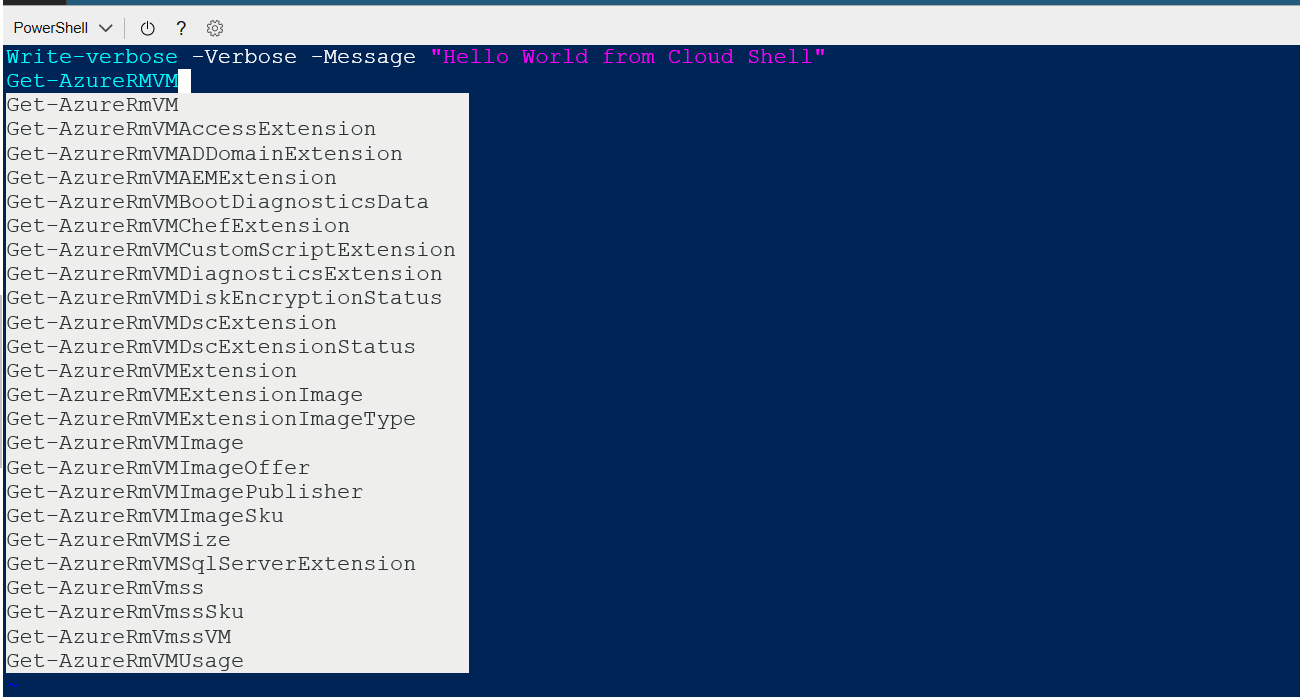 PowerShell ?
Write-verbose -Verbose -Message "Hello World from Cloud Shell"
Get-AzureRMVM
Get-AzureRmVM
Get-AzureRmVMAccessExtension
Get-AzureRmVMADDomainExtension
Get-AzureRmVMAEMExtension
Get-AzureRmVMBootDiagnosticsData
Get-AzureRmVMChefExtension
Get-AzureRmVMCustomScriptExtension
Get-AzureRmVMDiagnosticsExtension
Get-AzureRmVMDiskEncryptionStatus
Get-AzureRmVMDscExtension
Get-AzureRmVMDscExtensionStatus
Get-AzureRmVMExtension
Get-AzureRmVMExtensionImage
Get-AzureRmVMExtensionImageType
Get-AzureRmVMImage
Get-AzureRmVMImageOffer
Get-AzureRmVMImagePublisher
Get-AzureRmVMImageSku
Get-AzureRmVMSize
Get-AzureRmVMSqlServerExtension
Get-AzureRmVmss
Get-AzureRmVmssSku
Get-AzureRmVmssVM
Get-AzureRmVMUsage
~